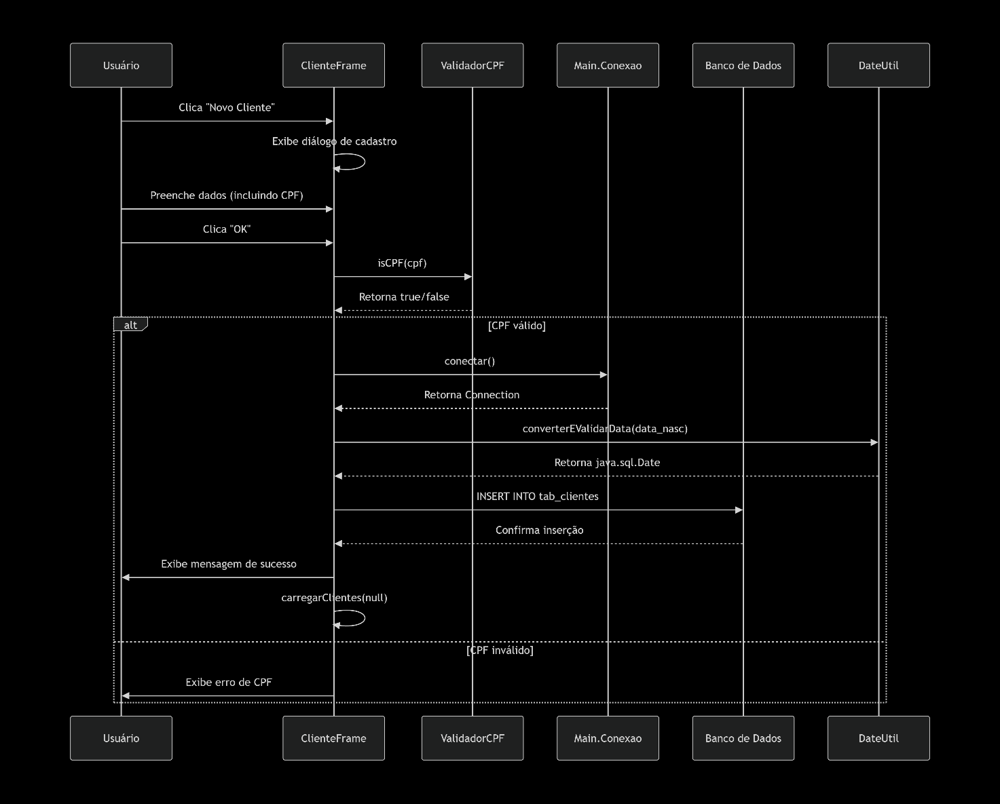 Usuário
ClienteFrame
ValidadorCPF
Main.Conexao
Banco de Dados
DateUtil
Clica "Novo Cliente"
Exibe diálogo de cadastro
Preenche dados (incluindo CPF)
Clica "OK"
isCPF(cpf)
Retorna true/false
alt
[CPF válido]
conectar()
Retorna Connection
converterEValidarData(data_nasc)
Retorna java.sql.Date
INSERT INTO tab_clientes
Confirma inserção
Exibe mensagem de sucesso
carregarClientes(null)
[CPF inválido]
Exibe erro de CPF
Usuário
ClienteFrame
ValidadorCPF
Main.Conexao
Banco de Dados
DateUtil